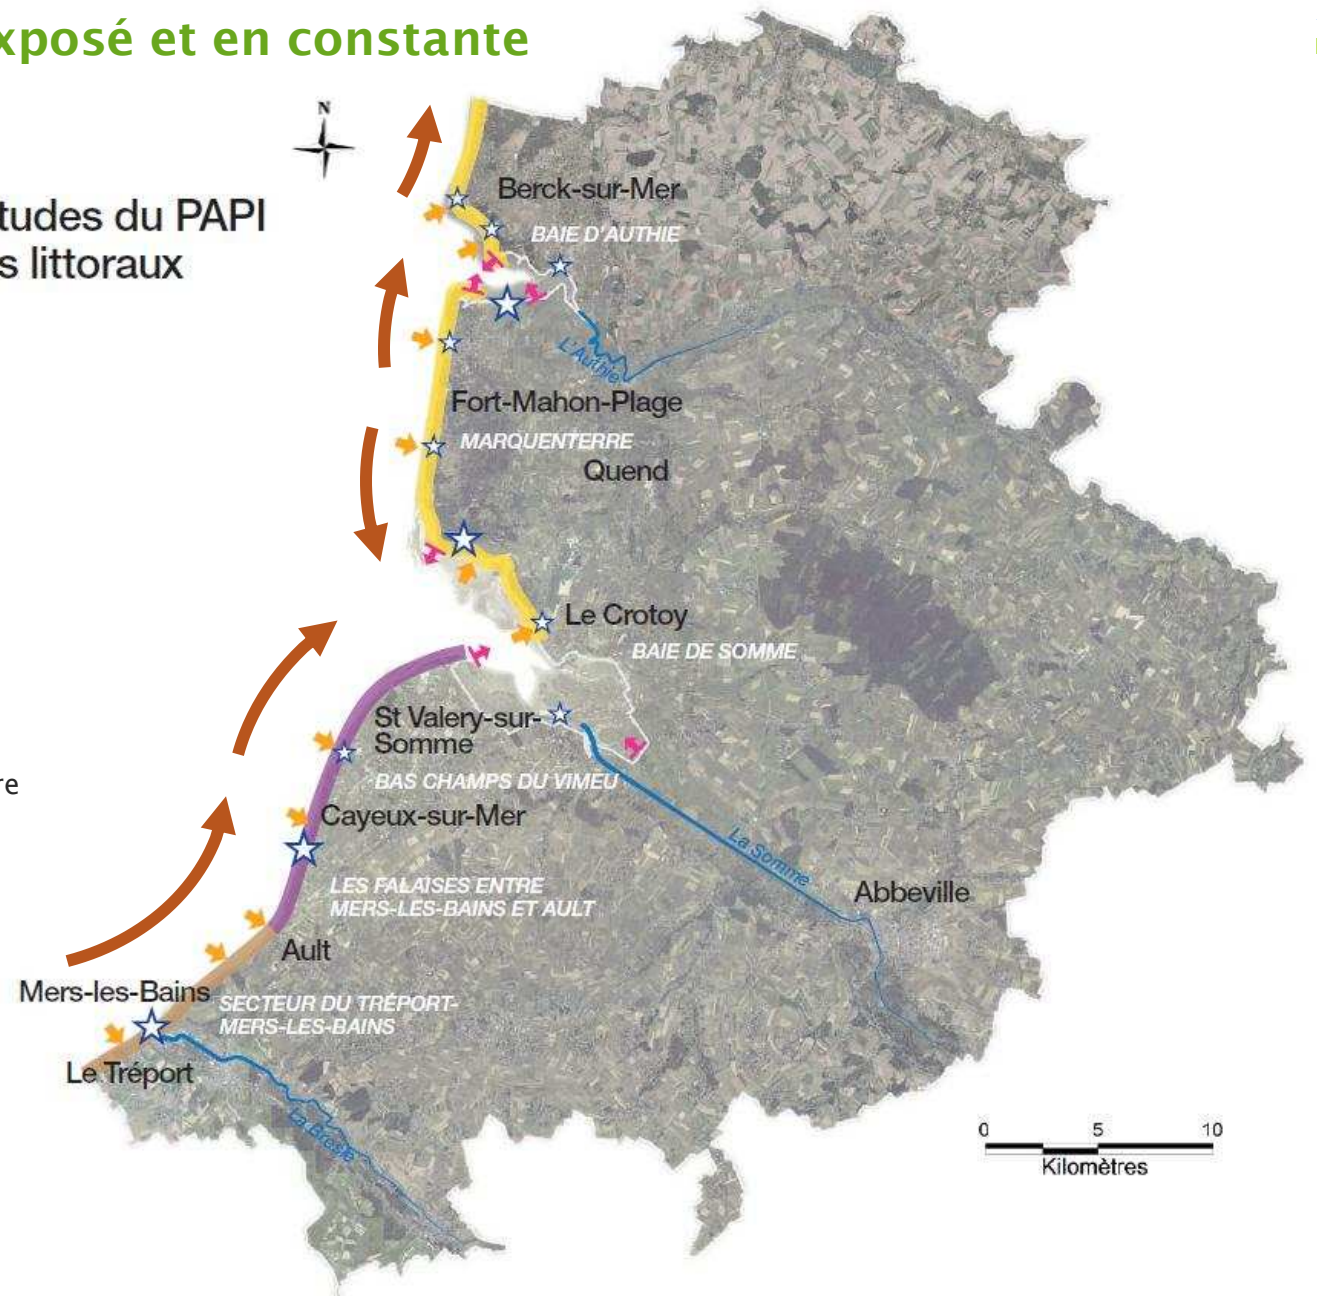 xposé et en constante
N
tudes du PAPI
s littoraux
Berck-sur-Mer
BAIE D'AUTHIE
L'Authie
Fort-Mahon-Plage
MARQUENTERRE
Quend
Le Crotoy
BAIE DE SOMME
St Valery-sur-
Somme
BAS CHAMPS DU VIMEU
re
Cayeux-sur-Mer
La Somme
LES FALAISES ENTRE
MERS-LES-BAINS ET AULT
Abbeville
Ault
Mers-les-Bains
SECTEUR DU TRÉPORT-
MERS-LES-BAINS
Le Tréport
La Bresle
0 5 10
Kilomètres